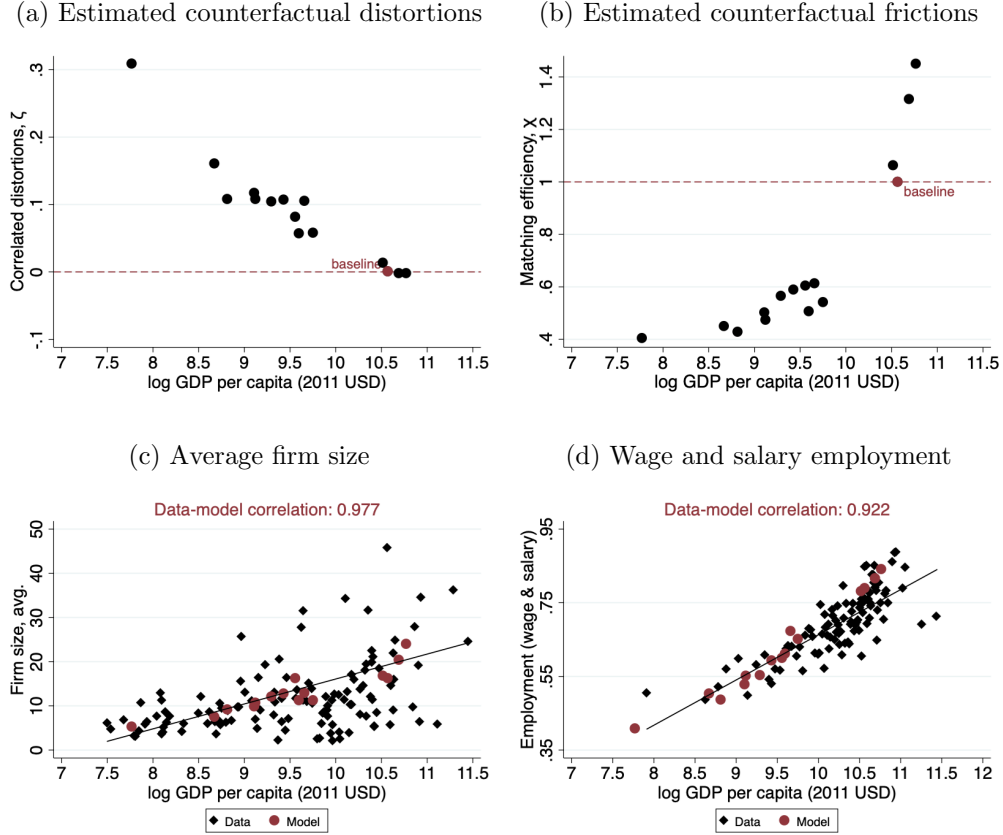 (a) Estimated counterfactual distortions
Correlated distortions, ζ
.3
.2
.1
0
-.1
baseline
7 7.5 8 8.5 9 9.5 10 10.5 11 11.5
log GDP per capita (2011 USD)
(b) Estimated counterfactual frictions
Matching efficiency, χ
1.4
1.2
1
.8
.6
.4
baseline
7 7.5 8 8.5 9 9.5 10 10.5 11 11.5
log GDP per capita (2011 USD)
(c) Average firm size
Data-model correlation: 0.977
Firm size, avg.
50
40
30
20
10
0
7 7.5 8 8.5 9 9.5 10 10.5 11 11.5
log GDP per capita (2011 USD)
Data Model
(d) Wage and salary employment
Data-model correlation: 0.922
Employment (wage & salary)
.95
.75
.55
.35
7 7.5 8 8.5 9 9.5 10 10.5 11 11.5 12
log GDP per capita (2011 USD)
Data Model